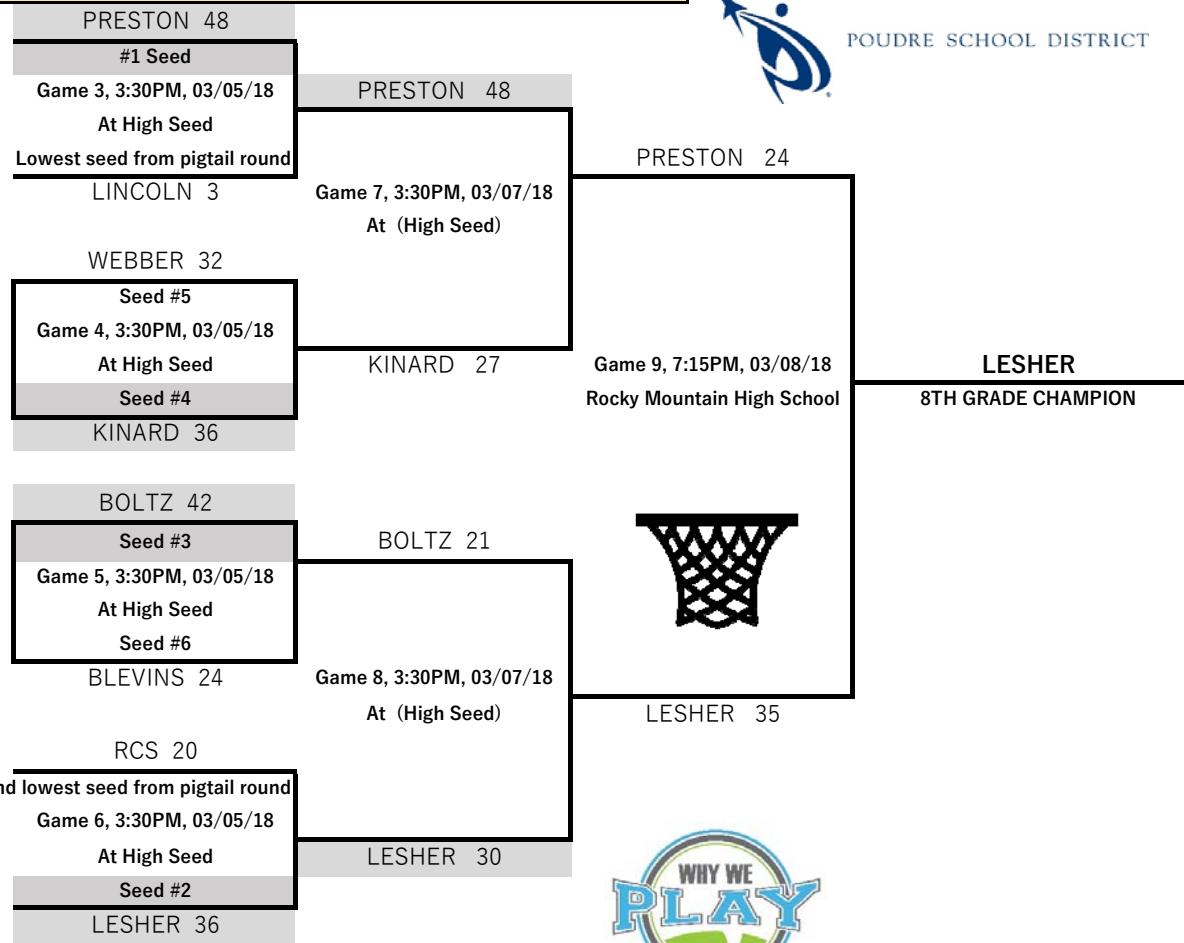 PRESTON 48
#1 Seed
Game 3, 3:30PM, 03/05/18
At High Seed
Lowest seed from pigtail round
LINCOLN 3
WEBBER 32
Seed #5
Game 4, 3:30PM, 03/05/18
At High Seed
Seed #4
KINARD 36
BOLTZ 42
Seed #3
Game 5, 3:30PM, 03/05/18
At High Seed
Seed #6
BLEVINS 24
RCS 20
nd lowest seed from pigtail round
Game 6, 3:30PM, 03/05/18
At High Seed
Seed #2
LESHER 36
PRESTON 48
Game 7, 3:30PM, 03/07/18
At (High Seed)
KINARD 27
BOLTZ 21
Game 8, 3:30PM, 03/07/18
At (High Seed)
LESHER 30
POUDRE SCHOOL DISTRICT
PRESTON 24
Game 9, 7:15PM, 03/08/18
Rocky Mountain High School
LESHER 35
LESHER
8TH GRADE CHAMPION
WHY WE
PLAY